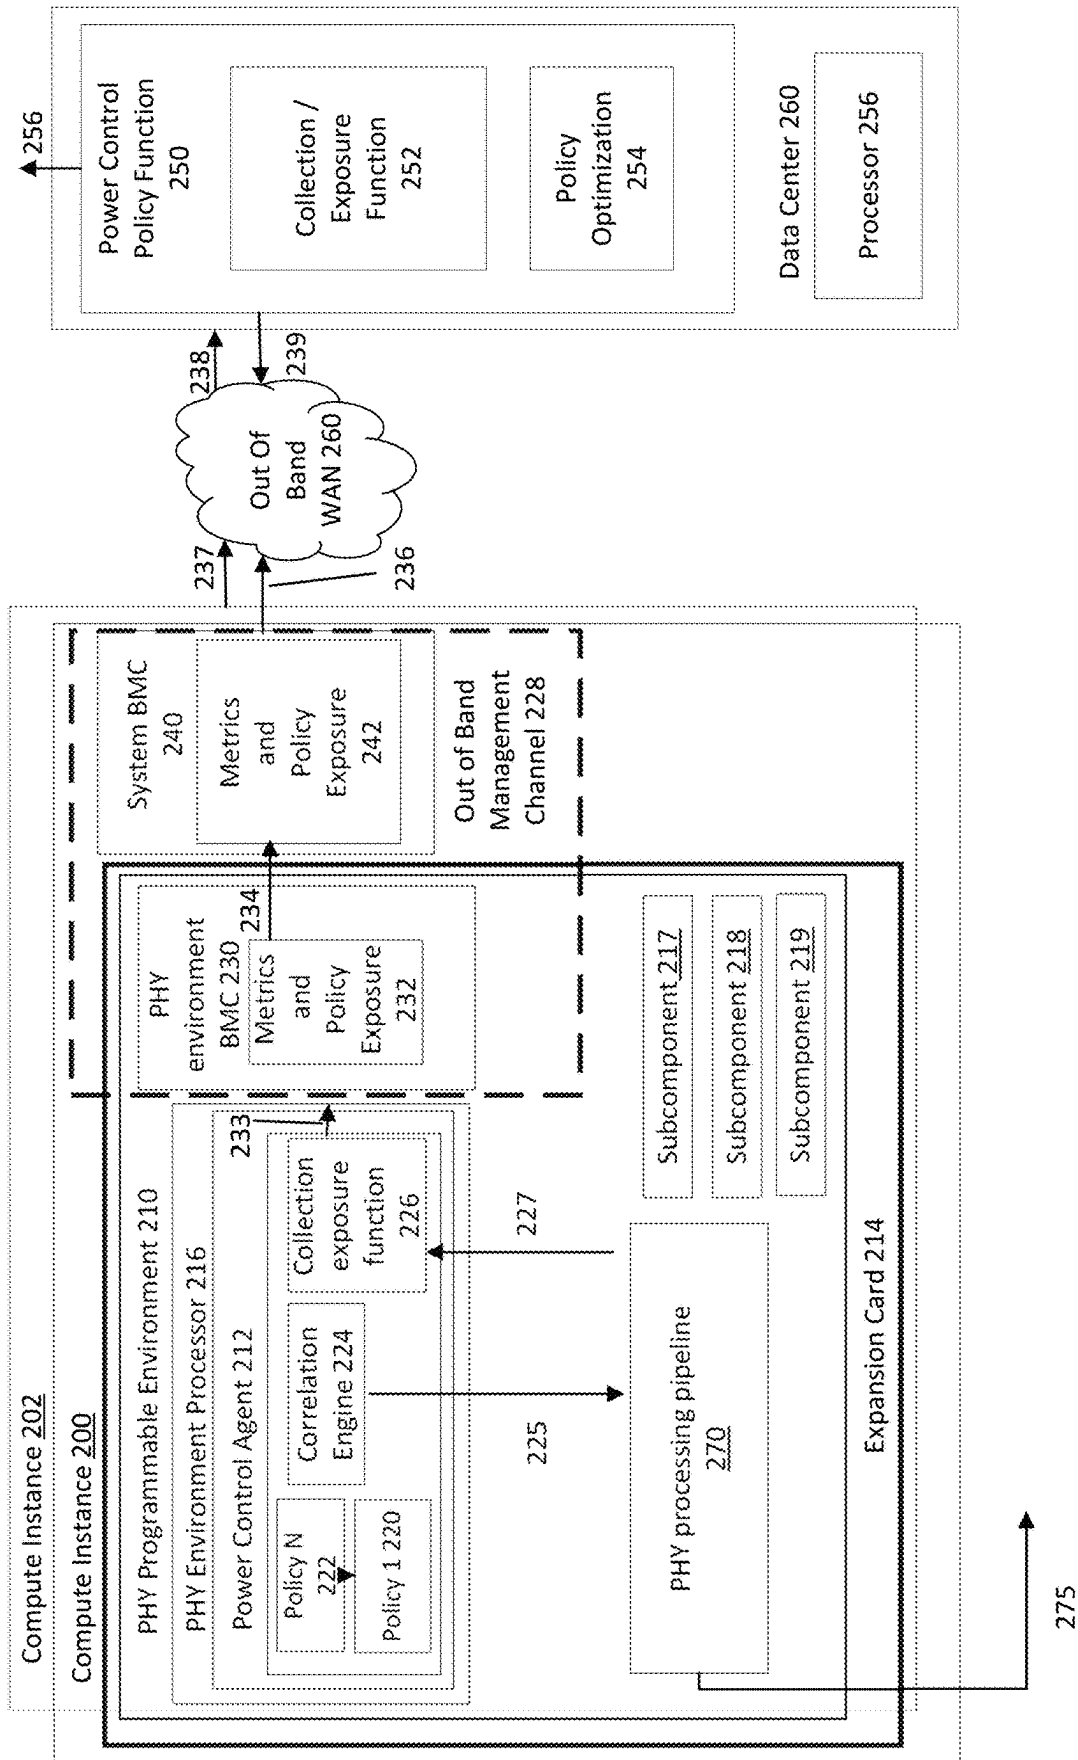 Compute Instance 202
Compute Instance 200
PHY Programmable Environment 210
PHY Environment Processor 216
Power Control Agent 212
Policy N
222
Policy 1 220
Correlation
Engine 224
Collection
exposure
function
226
225
227
233
PHY processing pipeline
270
Subcomponent 217
Subcomponent 218
Subcomponent 219
Expansion Card 214
275
PHY
environment
BMC 230
Metrics
and
Policy
Exposure
232
234
System BMC
240
Metrics
and
Policy
Exposure
242
Out of Band
Management
Channel 228
237
236
Out Of
Band
WAN 260
238
239
256
Power Control
Policy Function
250
Collection /
Exposure
Function
252
Policy
Optimization
254
Data Center 260
Processor 256